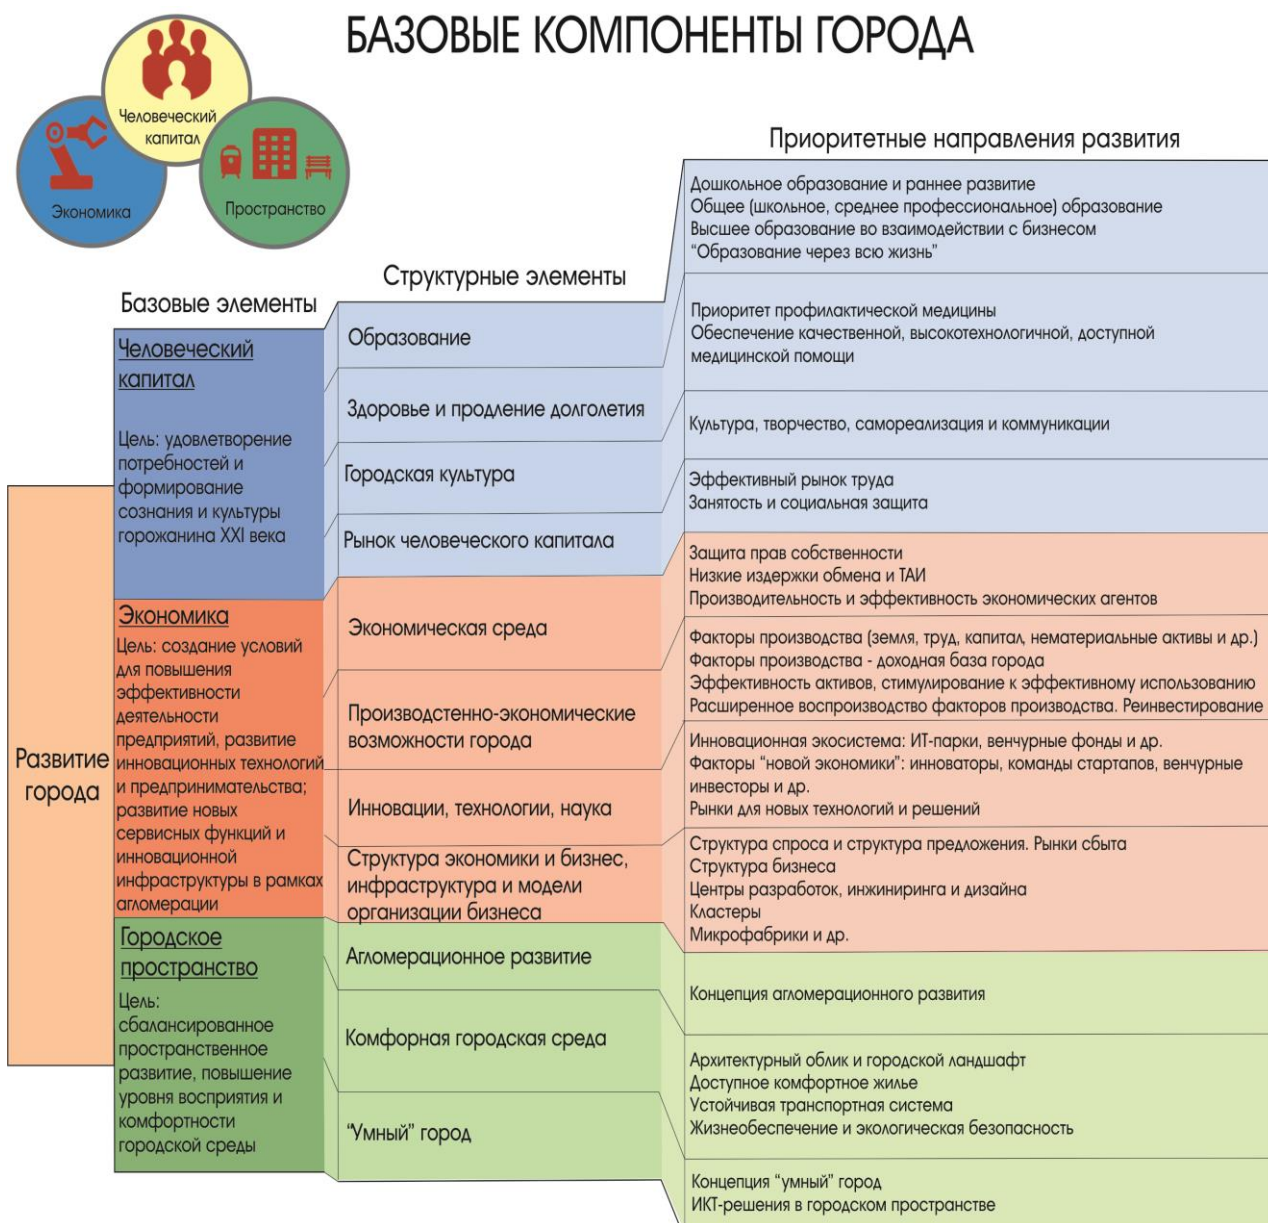 БАЗОВЫЕ КОМПОНЕНТЫ ГОРОДА
Человеческий
капитал
Экономика
Пространство
Базовые элементы
Структурные элементы
Приоритетные направления развития
Развитие
города
Человеческий
капитал
Цель: удовлетворение
потребностей и
формирование
сознания и культуры
горожанина XXI века
Образование
Дошкольное образование и раннее развитие
Общее (школьное, среднее профессиональное) образование
Высшее образование во взаимодействии с бизнесом
“Образование через всю жизнь”
Здоровье и продление долголетия
Приоритет профилактической медицины
Обеспечение качественной, высокотехнологичной, доступной
медицинской помощи
Городская культура
Культура, творчество, самореализация и коммуникации
Рынок человеческого капитала
Эффективный рынок труда
Занятость и социальная защита
Экономика
Цель: создание условий
для повышения
эффективности
деятельности
предприятий, развитие
инновационных технологий
и предпринимательства;
развитие новых
сервисных функций и
инновационной
инфраструктуры в рамках
агломерации
Экономическая среда
Защита прав собственности
Низкие издержки обмена и ТАИ
Производительность и эффективность экономических агентов
Произвдстенно-экономические
возможности города
Факторы производства (земля, труд, капитал, нематериальные активы и др.)
Факторы производства - доходная база города
Эффективность активов, стимулирование к эффективному использованию
Расширенное воспроизводство факторов производства. Реинвестирование
Инновации, технологии, наука
Инновационная экосистема: ИТ-парки, венчурные фонды и др.
Факторы “новой экономики”: инноваторы, команды стартапов, венчурные
инвесторы и др.
Рынки для новых технологий и решений
Структура экономики и бизнес,
инфраструктура и модели
организации бизнеса
Структура спроса и структура предложения. Рынки сбыта
Структура бизнеса
Центры разработок, инжиниринга и дизайна
Кластеры
Микрофабрики и др.
Городское
пространство
Цель:
сбалансированное
пространственное
развитие, повышение
уровня восприятия и
комфортности
городской среды
Агломерационное развитие
Концепция агломерационного развития
Комфорная городская среда
Архитектурный облик и городской ландшафт
Доступное комфортное жилье
Устойчивая транспортная система
Жизнеобеспечение и экологическая безопасность
“Умный” город
Концепция “умный” город
ИКТ-решения в городском пространстве